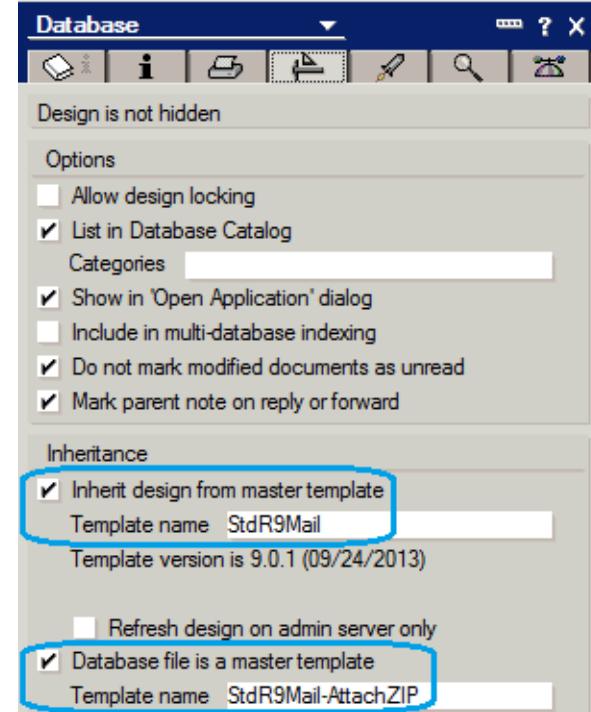 Database ? X
i
Design is not hidden
Options
Allow design locking
List in Database Catalog
Categories
Show in 'Open Application' dialog
Include in multi-database indexing
Do not mark modified documents as unread
Mark parent note on reply or forward
Inheritance
Inherit design from master template
Template name StdR9Mail
Template version is 9.0.1 (09/24/2013)
Refresh design on admin server only
Database file is a master template
Template name StdR9Mail-AttachZIP